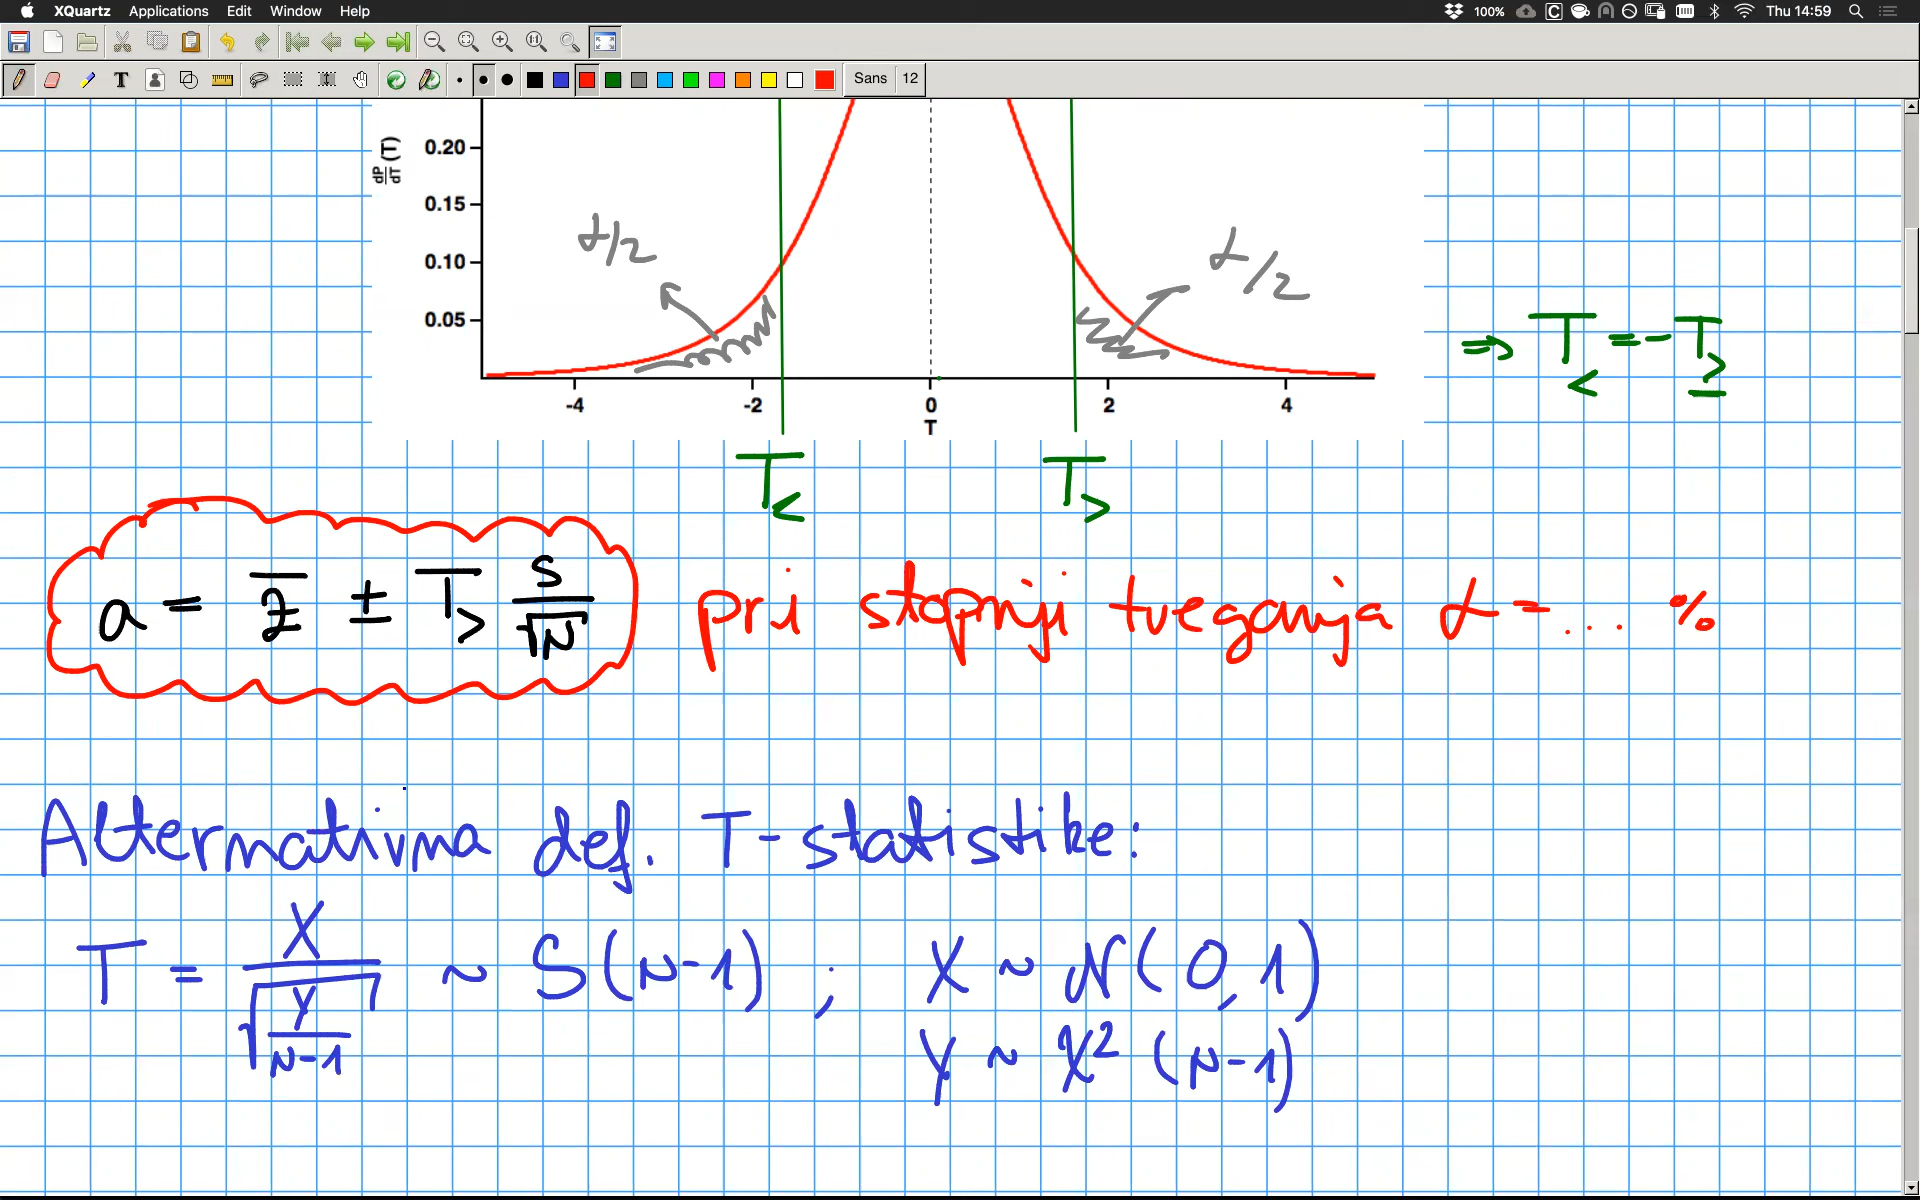 XQuartz Applications Edit Window Help 100% Thu 14:59
Sans 12
dP/dT (T)
0.20
0.15
0.10
0.05
α/2
α/2
⇒ T< = -T>
-4 -2 0 2 4
T
T< T>
a = z̄ ± T> s/√N pri stopnji tveganja α = ... %
Alternativna def. T-statistike:
T = X/√(Y/(N-1)) ~ S(N-1) ; X ~ N(0,1)
Y ~ χ² (N-1)